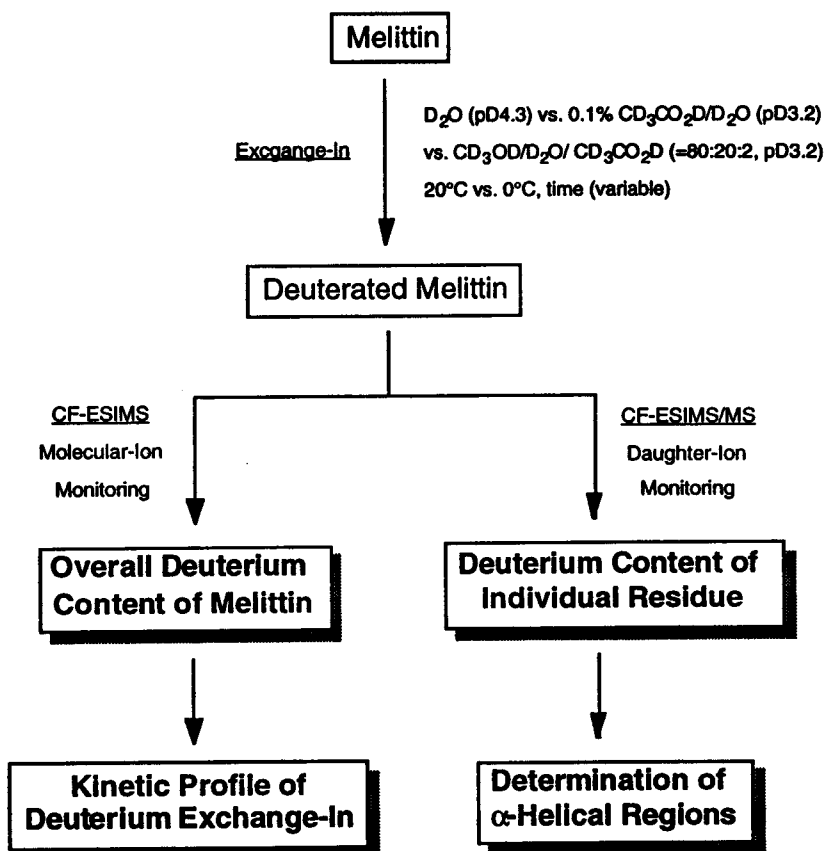 Melittin
D₂O (pD4.3) vs. 0.1% CD₃CO₂D/D₂O (pD3.2)
Excgange-In
vs. CD₃OD/D₂O/ CD₃CO₂D (=80:20:2, pD3.2)
20°C vs. 0°C, time (variable)
Deuterated Melittin
CF-ESIMS
Molecular-Ion
Monitoring
CF-ESIMS/MS
Daughter-Ion
Monitoring
Overall Deuterium
Content of Melittin
Deuterium Content of
Individual Residue
Kinetic Profile of
Deuterium Exchange-In
Determination of
α-Helical Regions